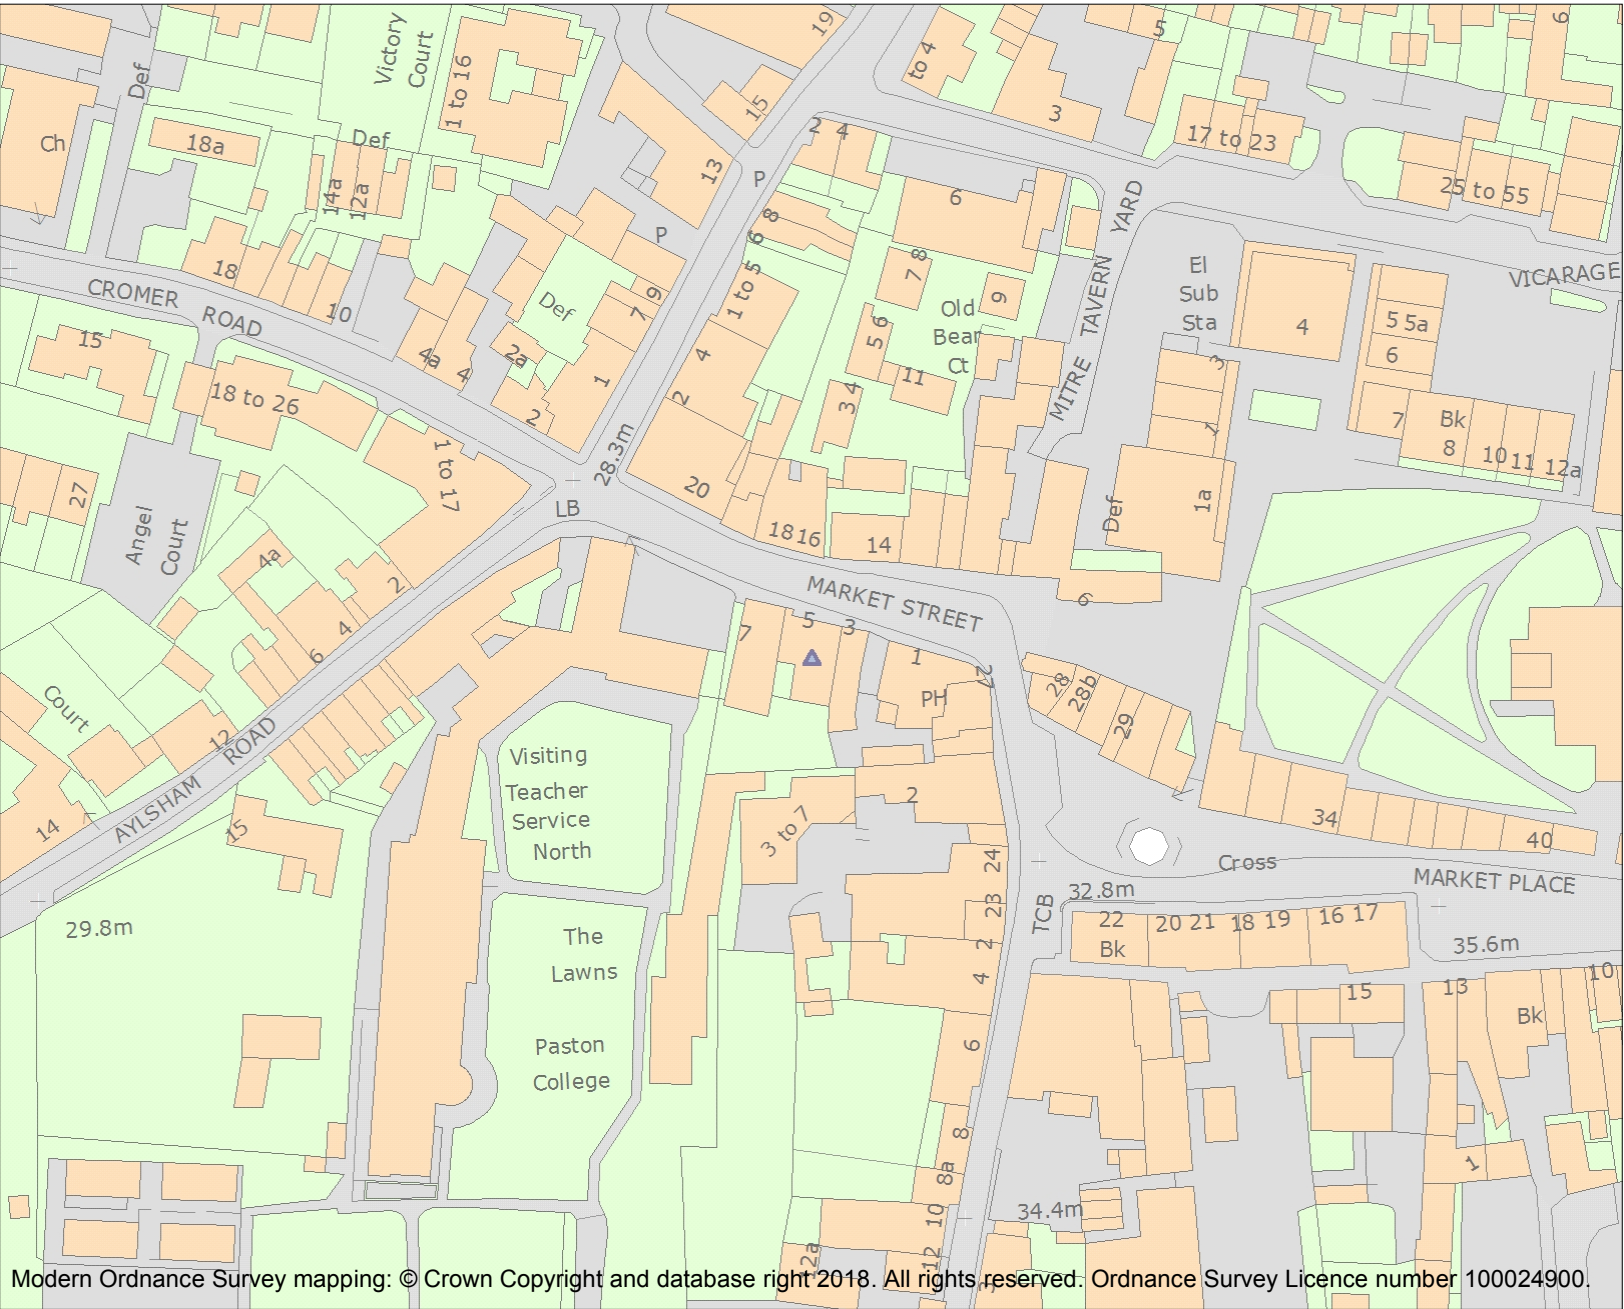 Victory
Court
1 to 16
Def
19
to 4
5
6
15
3
Ch
18a
Def
14a
12a
13
P
2 4
17 to 23
25 to 55
6
YARD
P
6 8
18
10
CROMER ROAD
Def
7 9
1 to 5
7 8
9
Old
Bear
Ct
El
Sub
Sta
VICARAGE
MITRE TAVERN
4
5 5a
6
15
4a
4
2a
1
2
4
2
5 6
11
3 4
3
1
7
Bk
8
10 11 12a
18 to 26
1 to 17
28.3m
20
LB
18 16
14
Def
1a
27
Angel
Court
4a
2
4
6
MARKET STREET
6
7
5
3
1
PH
27
28
28b
29
Court
12
AYLSHAM ROAD
14
15
Visiting
Teacher
Service
North
3 to 7
2
34
40
24
23
2
4
Cross
MARKET PLACE
TCB
32.8m
22
Bk
20 21
18 19
16 17
35.6m
29.8m
The
Lawns
Paston
College
15
13
Bk
10
6
8
8a
10
12
12a
34.4m
1
Modern Ordnance Survey mapping: © Crown Copyright and database right 2018. All rights reserved. Ordnance Survey Licence number 100024900.